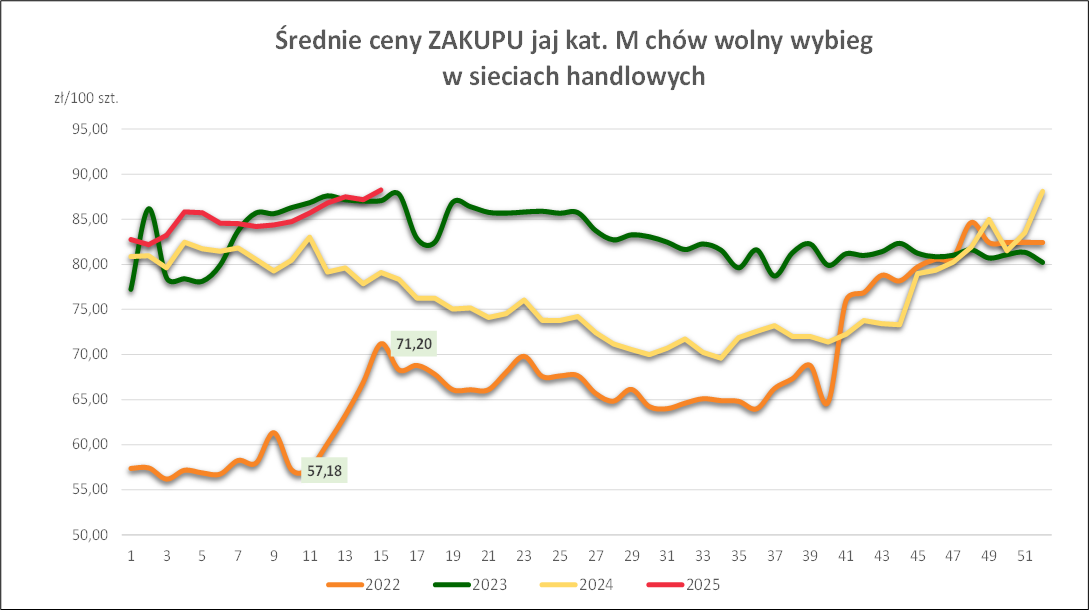 Średnie ceny ZAKUPU jaj kat. M chów wolny wybieg
w sieciach handlowych
zł/100 szt.
95,00
90,00
85,00
80,00
75,00
70,00
65,00
60,00
55,00
50,00
71,20
57,18
1 3 5 7 9 11 13 15 17 19 21 23 25 27 29 31 33 35 37 39 41 43 45 47 49 51
2022 2023 2024 2025